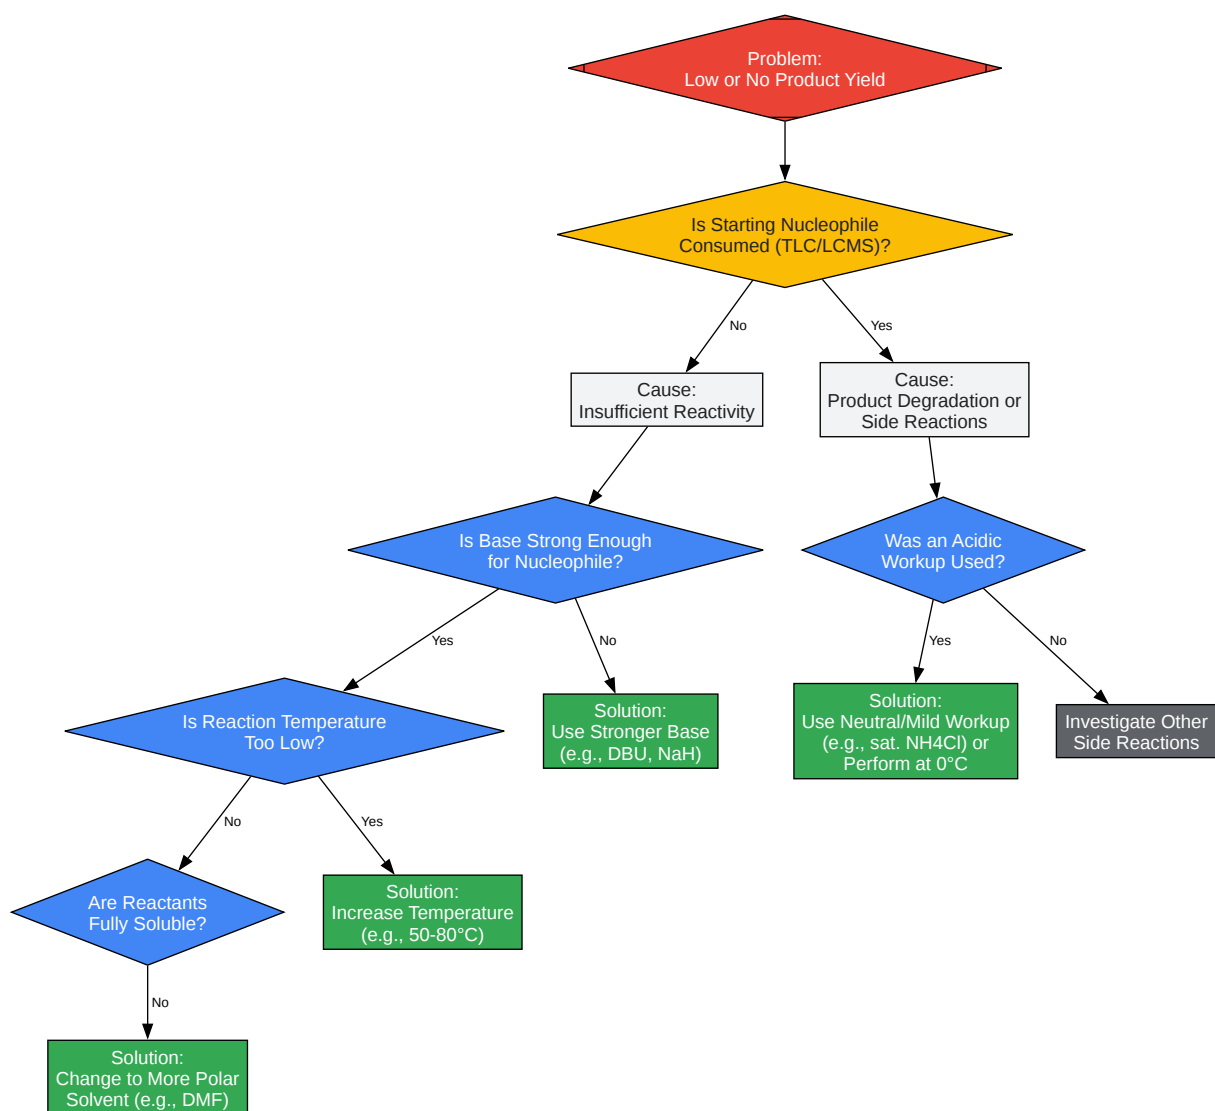 Problem:
Low or No Product Yield
Is Starting Nucleophile
Consumed (TLC/LCMS)?
No
Yes
Cause:
Insufficient Reactivity
Cause:
Product Degradation or
Side Reactions
Is Base Strong Enough
for Nucleophile?
Was an Acidic
Workup Used?
Yes
No
Yes
No
Is Reaction Temperature
Too Low?
Solution:
Use Stronger Base
(e.g., DBU, NaH)
Solution:
Use Neutral/Mild Workup
(e.g., sat. NH4Cl) or
Perform at 0°C
Investigate Other
Side Reactions
No
Yes
Are Reactants
Fully Soluble?
Solution:
Increase Temperature
(e.g., 50-80°C)
No
Solution:
Change to More Polar
Solvent (e.g., DMF)